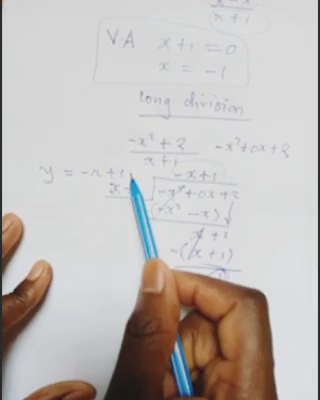 x+1
V.A x+1 = 0
x = -1
long division
-x²+2 -x²+0x+2
x+1
-x+1
y = -x+1
-x²+0x+2
(-x² - x)
x+2
-(x+1)